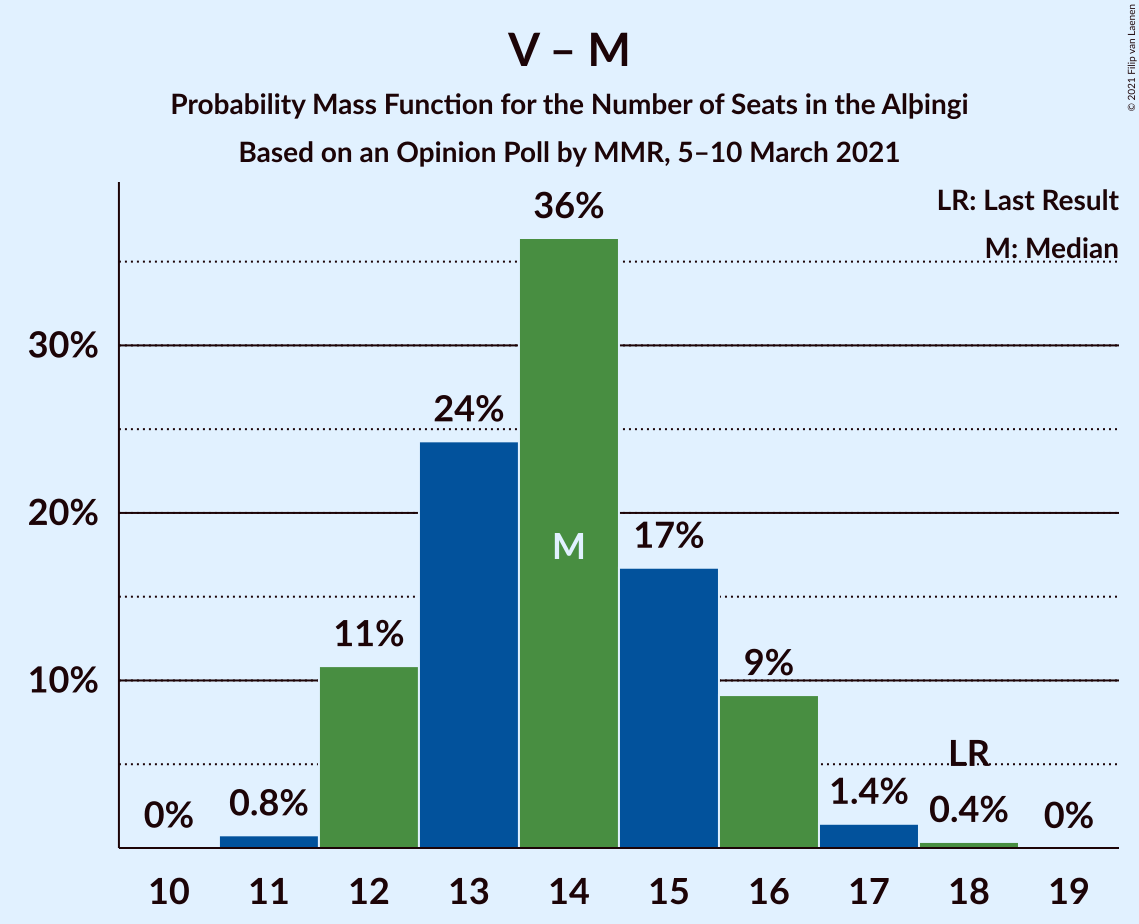 V – M
Probability Mass Function for the Number of Seats in the Alþingi
Based on an Opinion Poll by MMR, 5–10 March 2021
© 2021 Filip van Laenen
LR: Last Result
M: Median
36%
30%
24%
20%
17%
M
11%
10%
9%
LR
0%
0.8%
1.4%
0.4%
0%
10 11 12 13 14 15 16 17 18 19